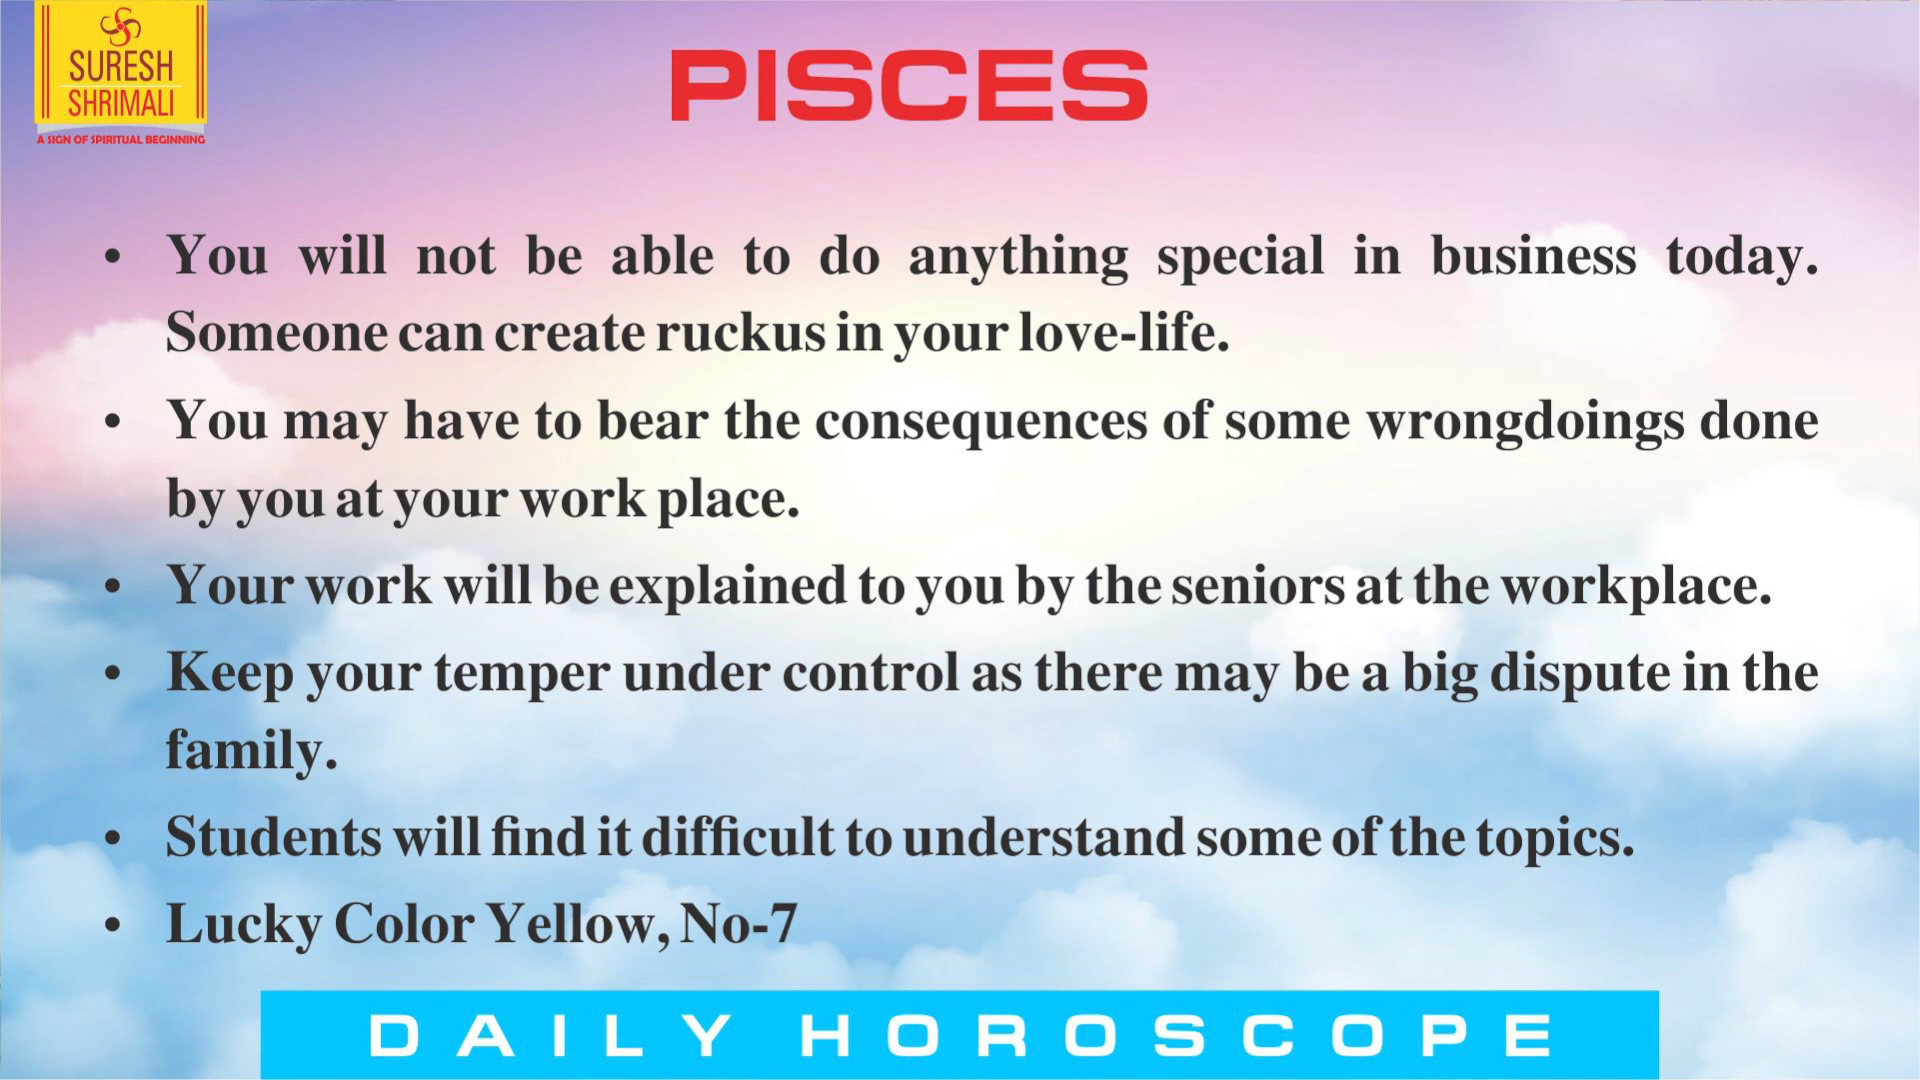 SURESH
SHRIMALI
A SIGN OF SPIRITUAL BEGINNING
PISCES
• You will not be able to do anything special in business today.
Someone can create ruckus in your love-life.
• You may have to bear the consequences of some wrongdoings done
by you at your work place.
• Your work will be explained to you by the seniors at the workplace.
• Keep your temper under control as there may be a big dispute in the
family.
• Students will find it difficult to understand some of the topics.
• Lucky Color Yellow, No-7
DAILY HOROSCOPE